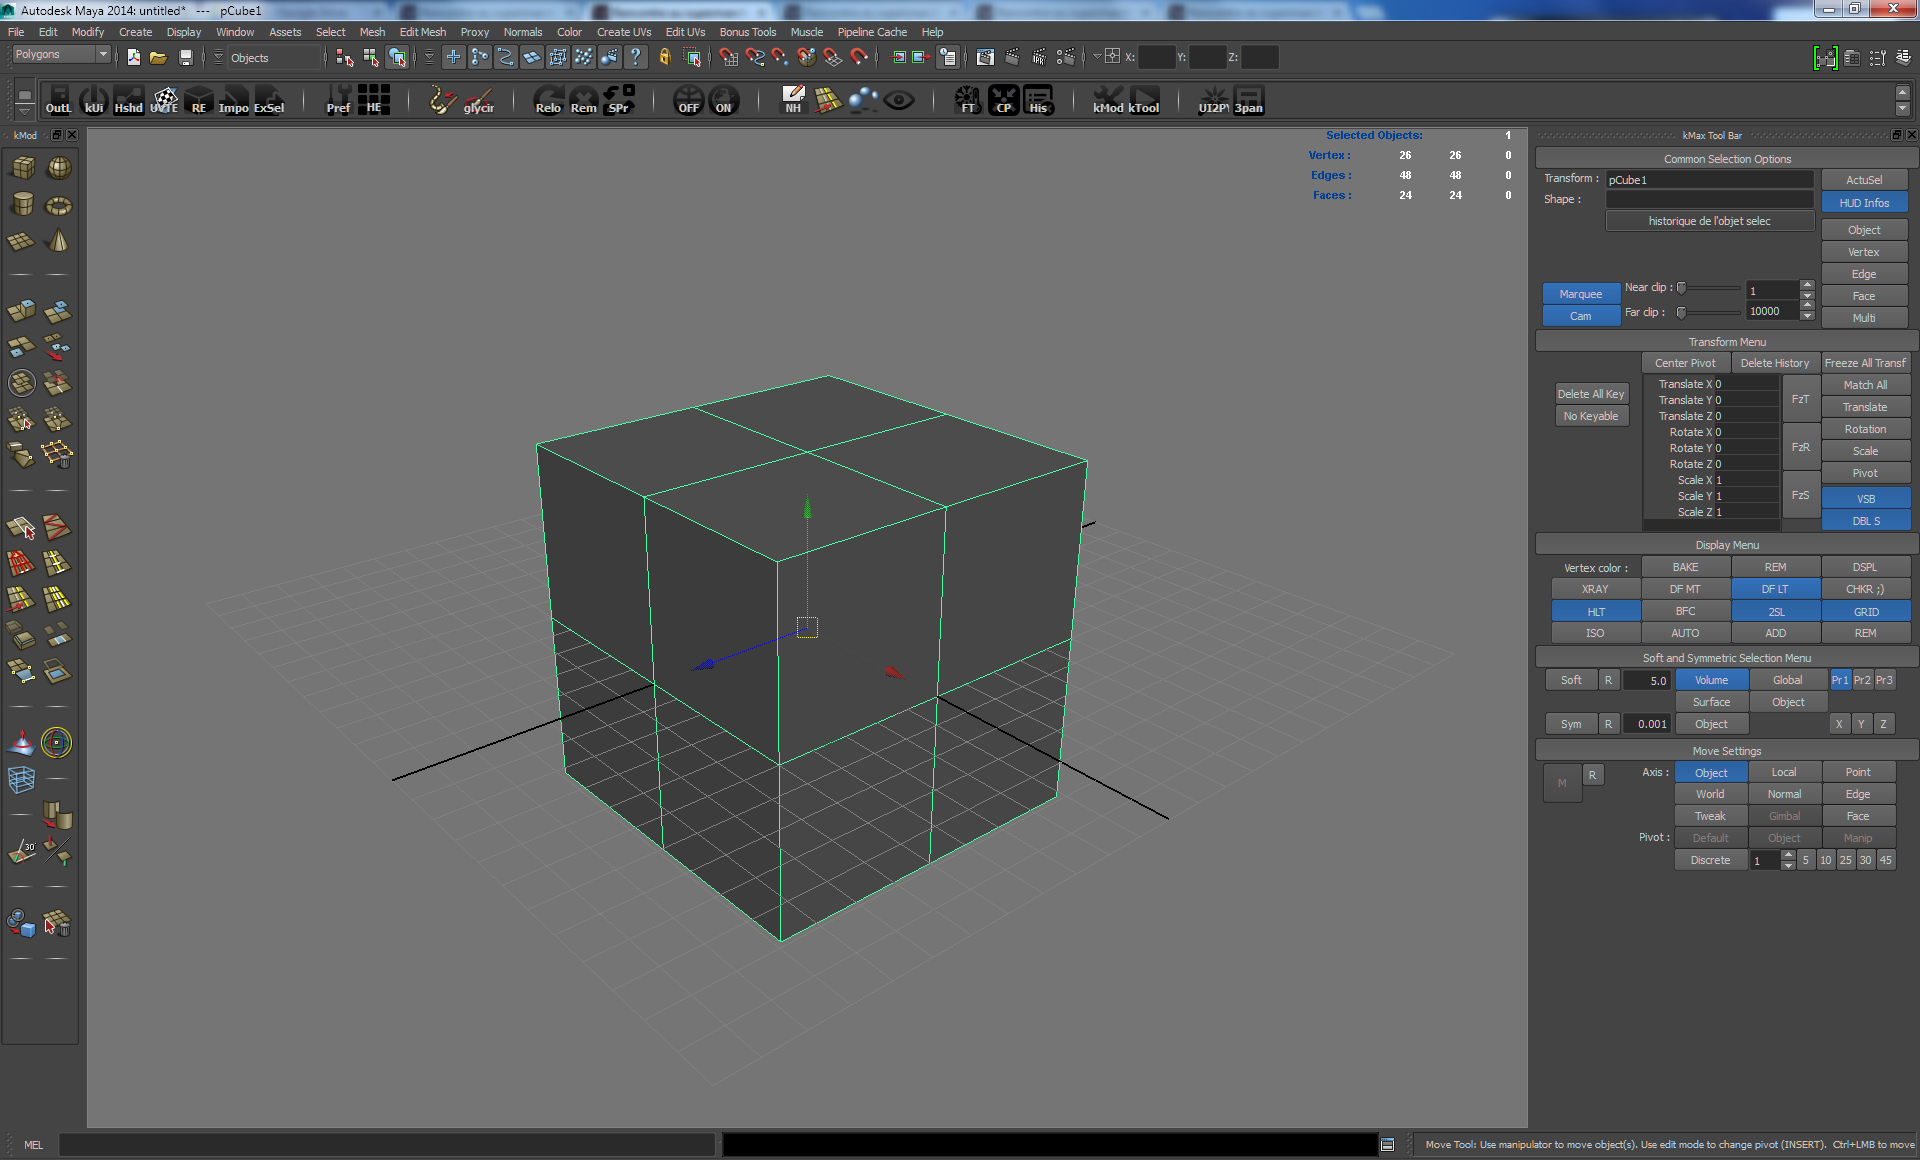 Autodesk Maya 2014: untitled* --- pCube1
File Edit Modify Create Display Window Assets Select Mesh Edit Mesh Proxy Normals Color Create UVs Edit UVs Bonus Tools Muscle Pipeline Cache Help
Polygons Objects X: Y: Z:
OutL kUi Hshd UVTE RE Impo ExSel Pref HE glycir Relo Rem SPr OFF ON NH FT CP His kMod kTool UI2P 3pan
kMod
kMax Tool Bar
Selected Objects: 1
Vertex : 26 26 0
Edges : 48 48 0
Faces : 24 24 0
Common Selection Options
Transform : pCube1 ActuSel
Shape : HUD Infos
historique de l'objet selec
Object
Vertex
Edge
Marquee Near clip : 1 Face
Cam Far clip : 10000 Multi
Transform Menu
Center Pivot Delete History Freeze All Transf
Delete All Key Translate X 0 FzT Match All
No Keyable Translate Y 0 Translate
Translate Z 0
Rotate X 0 FzR Rotation
Rotate Y 0 Scale
Rotate Z 0 Pivot
Scale X 1 FzS VSB
Scale Y 1
Scale Z 1 DBL S
Display Menu
Vertex color : BAKE REM DSPL
XRAY DF MT DF LT CHKR ;)
HLT BFC 2SL GRID
ISO AUTO ADD REM
Soft and Symmetric Selection Menu
Soft R 5.0 Volume Global Pr1 Pr2 Pr3
Surface Object
Sym R 0.001 Object X Y Z
Move Settings
M R Axis : Object Local Point
World Normal Edge
Tweak Gimbal Face
Pivot : Default Object Manip
Discrete 1 5 10 25 30 45
30°
MEL
Move Tool: Use manipulator to move object(s). Use edit mode to change pivot (INSERT). Ctrl+LMB to move